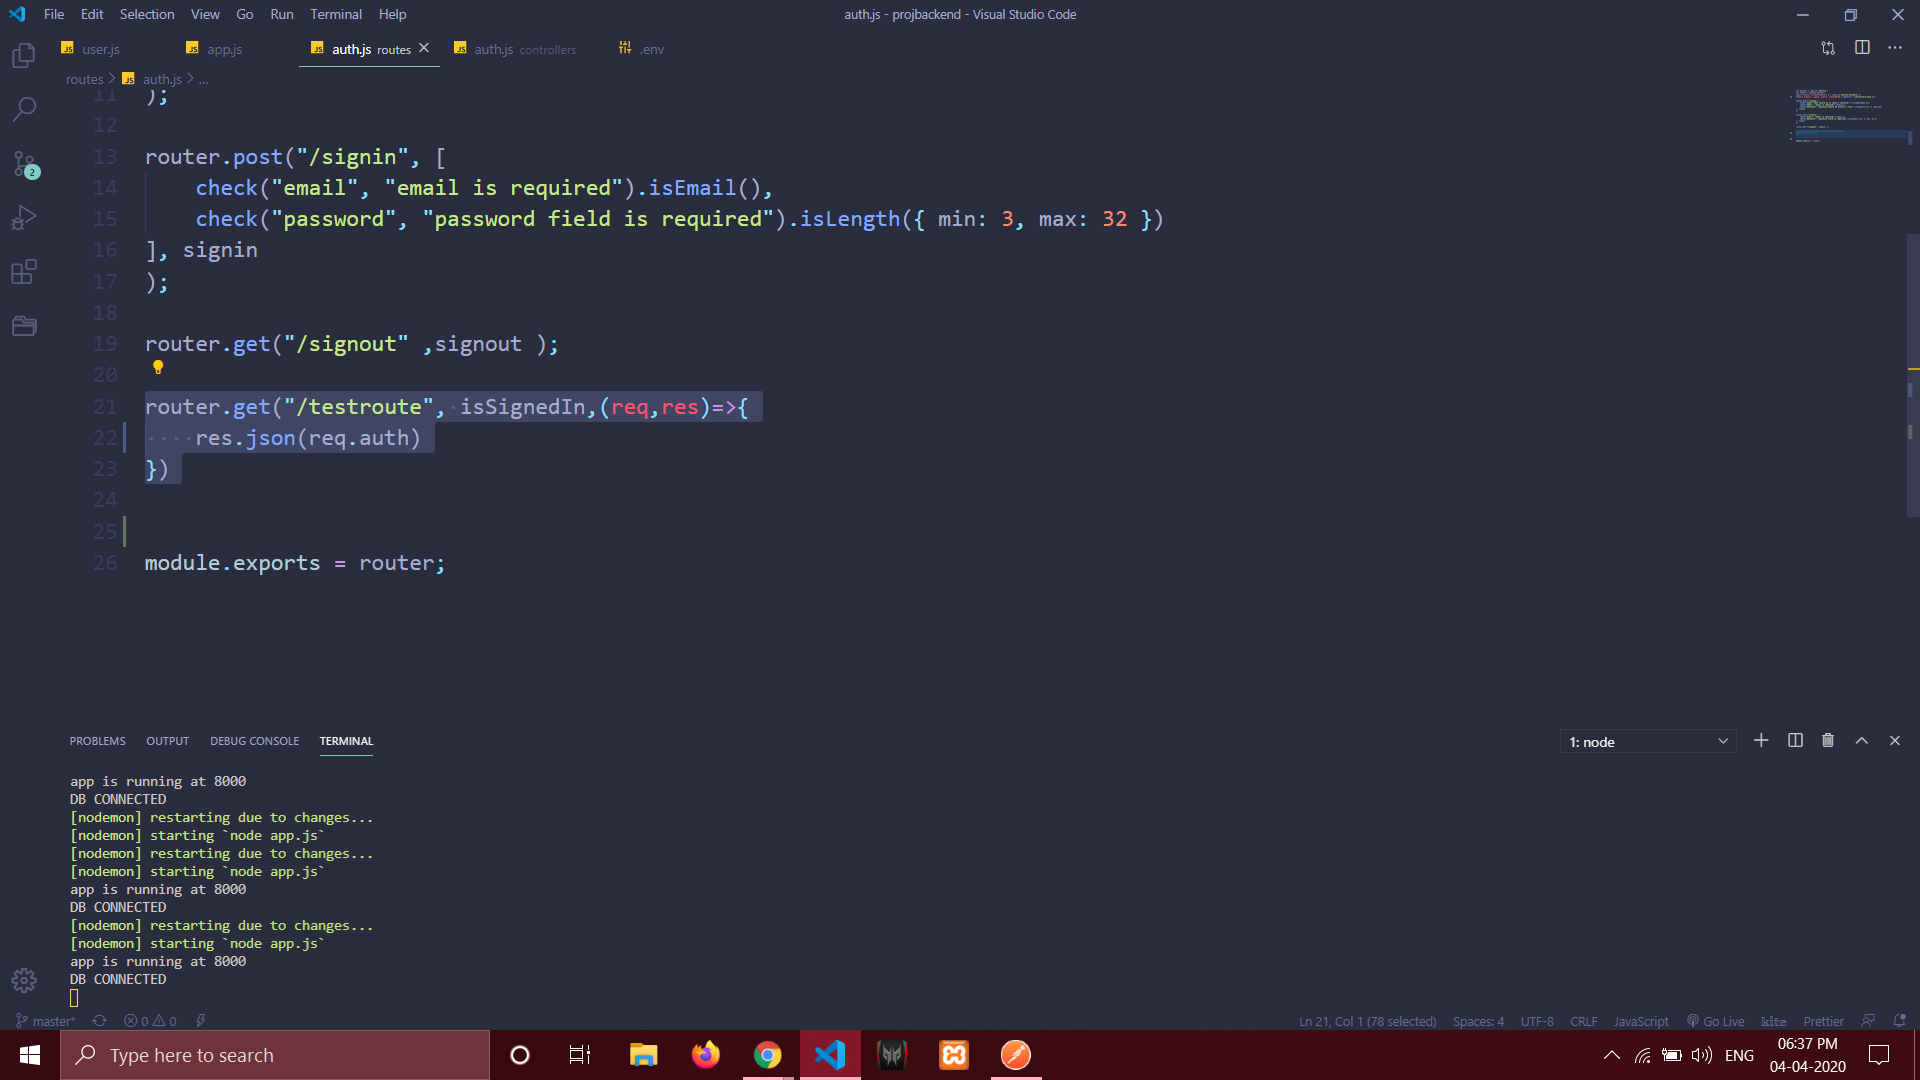 File Edit Selection View Go Run Terminal Help
auth.js - projbackend - Visual Studio Code
JS user.js JS app.js JS auth.js routes JS auth.js controllers .env
routes JS auth.js ...
11 );
12
13 router.post("/signin", [
14 check("email", "email is required").isEmail(),
15 check("password", "password field is required").isLength({ min: 3, max: 32 })
16 ], signin
17 );
18
19 router.get("/signout" ,signout );
20
21 router.get("/testroute", isSignedIn,(req,res)=>{
22 res.json(req.auth)
23 })
24
25
26 module.exports = router;
2
PROBLEMS OUTPUT DEBUG CONSOLE TERMINAL
1: node
app is running at 8000
DB CONNECTED
[nodemon] restarting due to changes...
[nodemon] starting `node app.js`
[nodemon] restarting due to changes...
[nodemon] starting `node app.js`
app is running at 8000
DB CONNECTED
[nodemon] restarting due to changes...
[nodemon] starting `node app.js`
app is running at 8000
DB CONNECTED
master* 0 0
Ln 21, Col 1 (78 selected) Spaces: 4 UTF-8 CRLF JavaScript Go Live kite Prettier
Type here to search
ENG
06:37 PM
04-04-2020